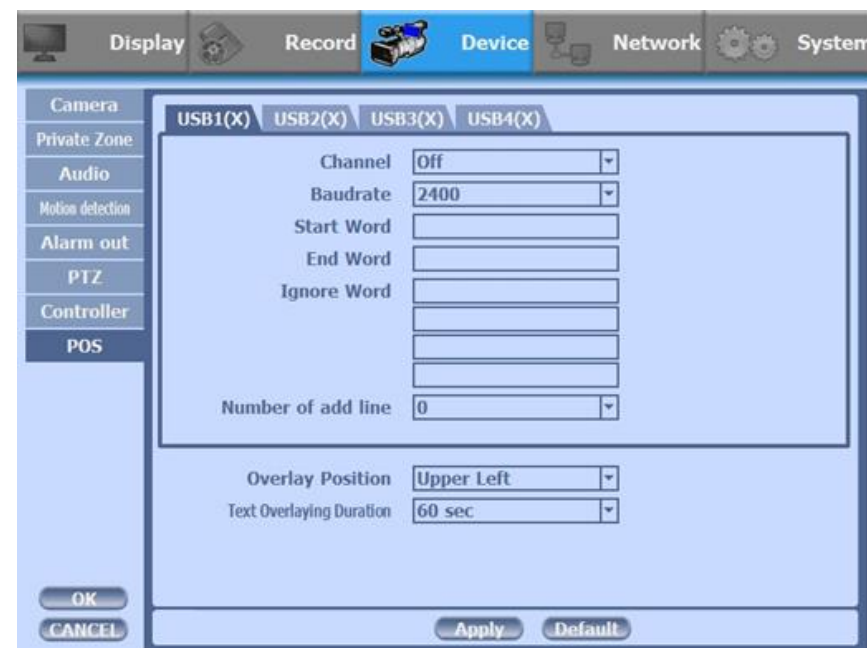 Display Record Device Network System
Camera
Private Zone
Audio
Motion detection
Alarm out
PTZ
Controller
POS
USB1(X) USB2(X) USB3(X) USB4(X)
Channel Off
Baudrate 2400
Start Word
End Word
Ignore Word
Number of add line 0
Overlay Position Upper Left
Text Overlaying Duration 60 sec
OK
CANCEL
Apply Default